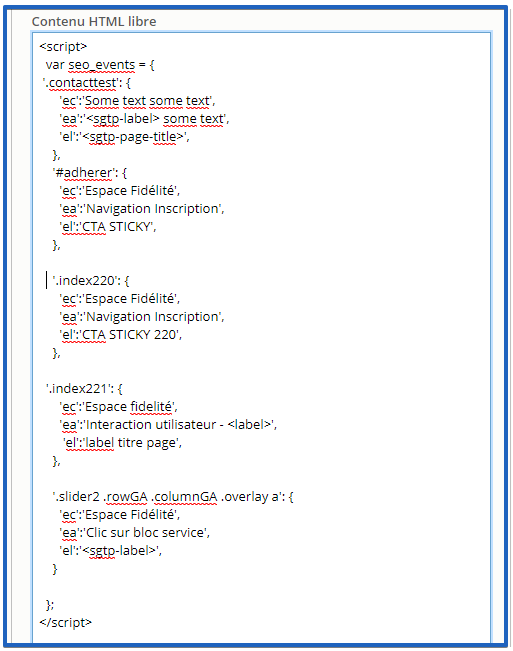 Contenu HTML libre
<script>
var seo_events = {
'.contacttest': {
'ec':'Some text some text',
'ea':'<sgtp-label> some text',
'el':'<sgtp-page-title>',
},
'#adherer': {
'ec':'Espace Fidélité',
'ea':'Navigation Inscription',
'el':'CTA STICKY',
},
'.index220': {
'ec':'Espace Fidélité',
'ea':'Navigation Inscription',
'el':'CTA STICKY 220',
},
'.index221': {
'ec':'Espace fidelité',
'ea':'Interaction utilisateur - <label>',
'el':'label titre page',
},
'.slider2 .rowGA .columnGA .overlay a': {
'ec':'Espace Fidélité',
'ea':'Clic sur bloc service',
'el':'<sgtp-label>',
}
};
</script>